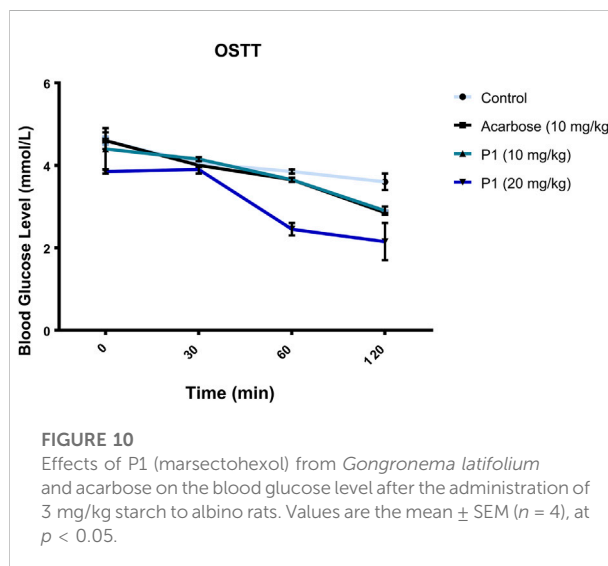 OSTT
6
4
2
0
Blood Glucose Level (mmol/L)
0
30
60
120
Time (min)
Control
Acarbose (10 mg/kg
P1 (10 mg/kg)
P1 (20 mg/kg)
FIGURE 10
Effects of P1 (marsectohexol) from Gongronema latifolium
and acarbose on the blood glucose level after the administration of
3 mg/kg starch to albino rats. Values are the mean ± SEM (n = 4), at
p < 0.05.